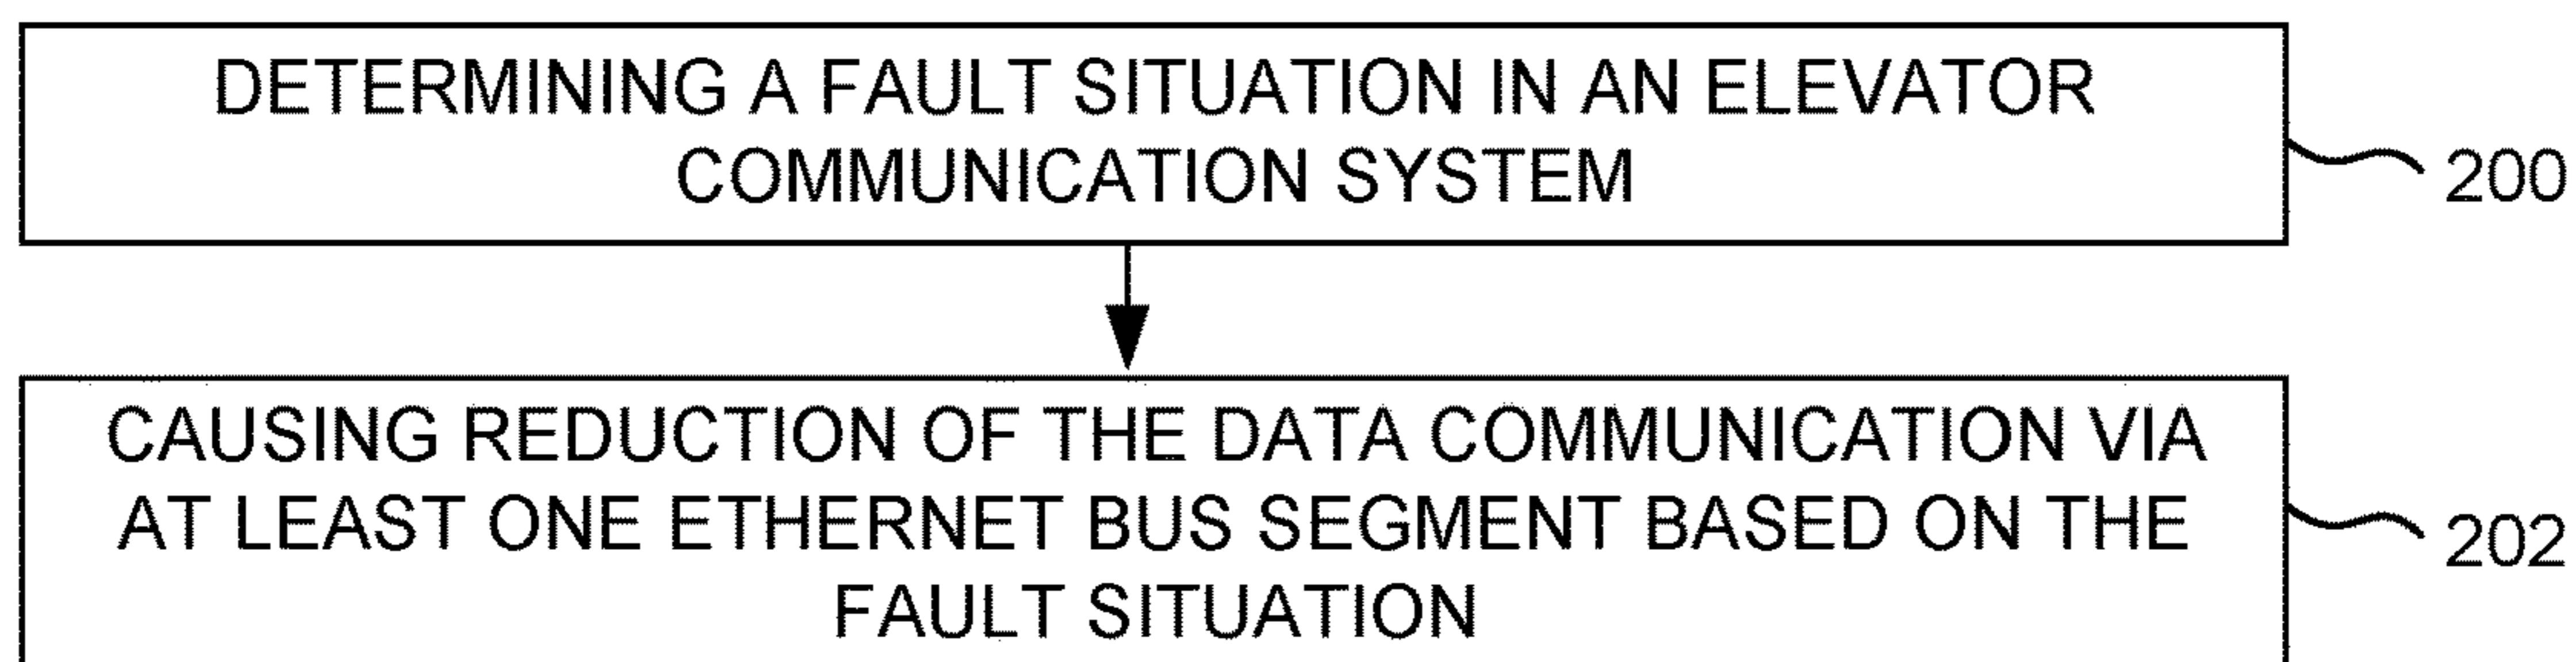 DETERMINING A FAULT SITUATION IN AN ELEVATOR
COMMUNICATION SYSTEM
200
CAUSING REDUCTION OF THE DATA COMMUNICATION VIA
AT LEAST ONE ETHERNET BUS SEGMENT BASED ON THE
FAULT SITUATION
202